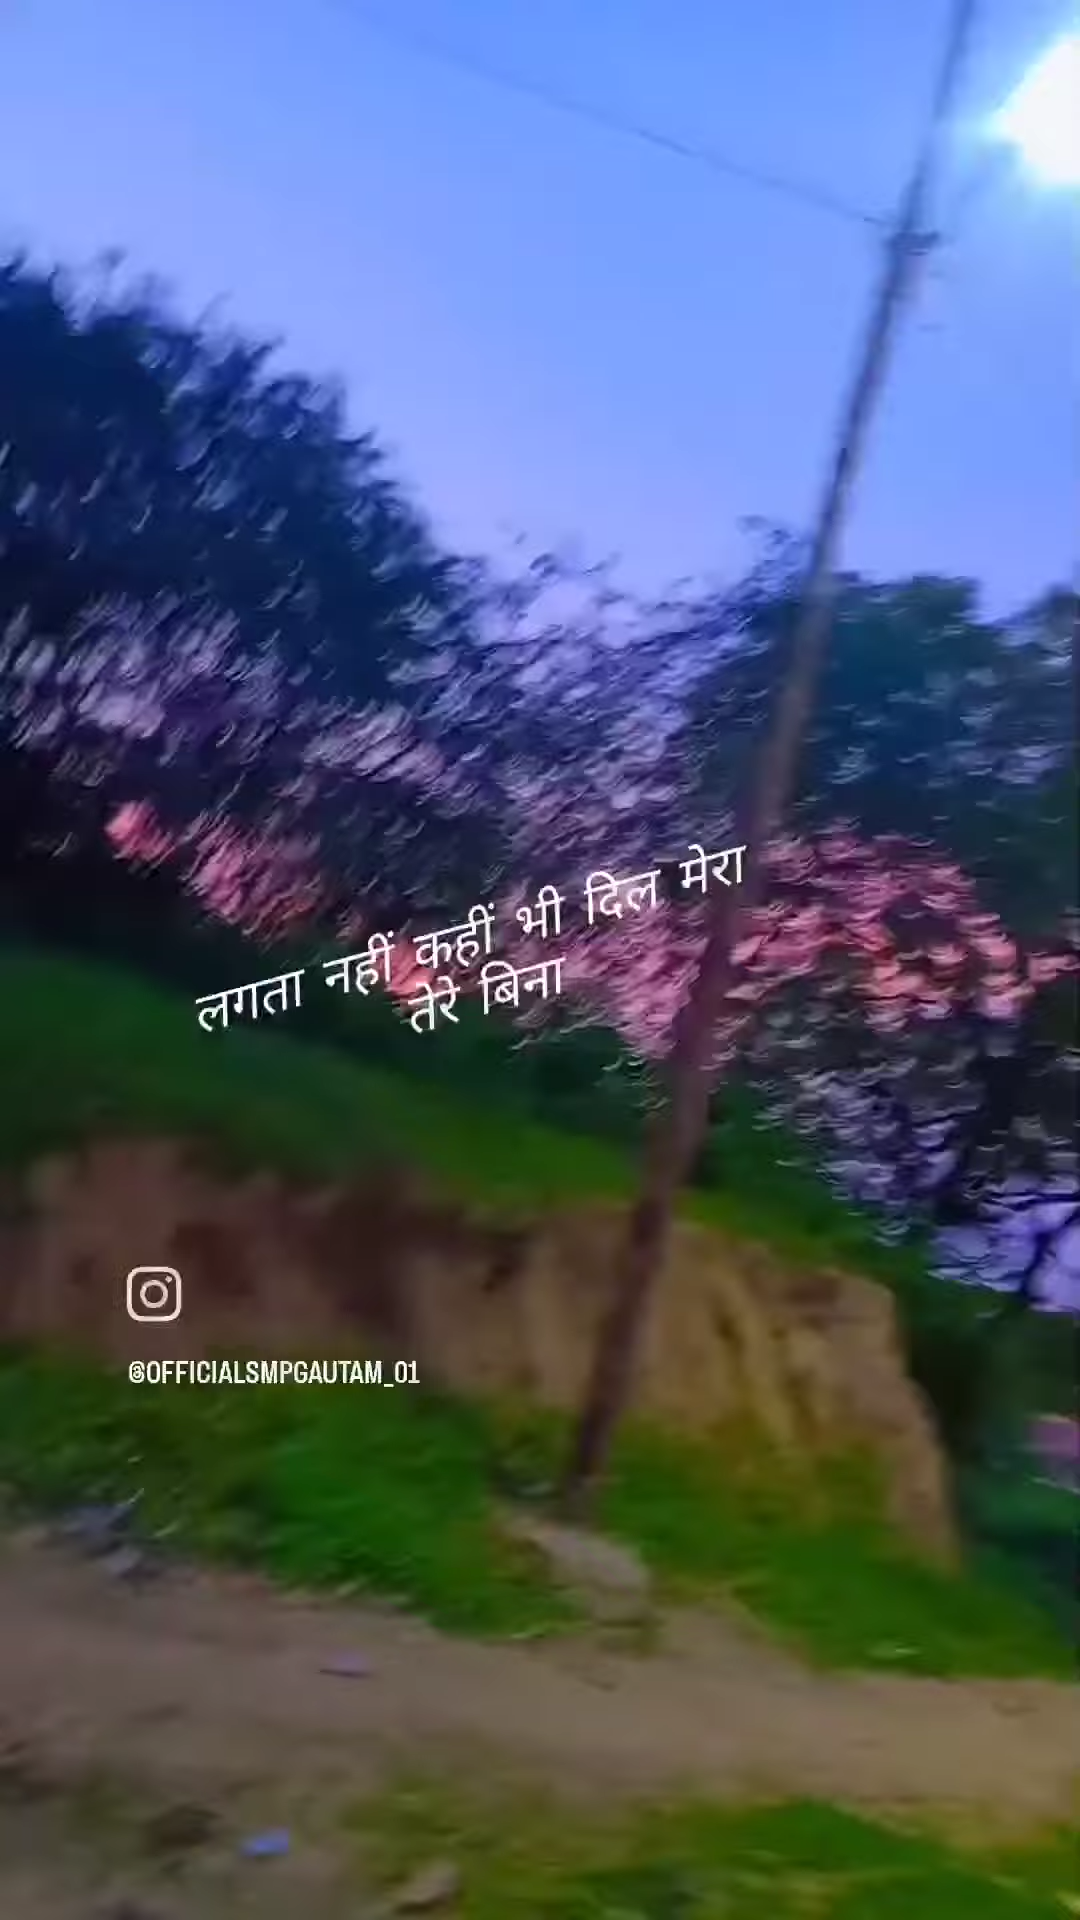 लगता नहीं कहीं भी दिल मेरा
तेरे बिना
@OFFICIALSMPGAUTAM_01